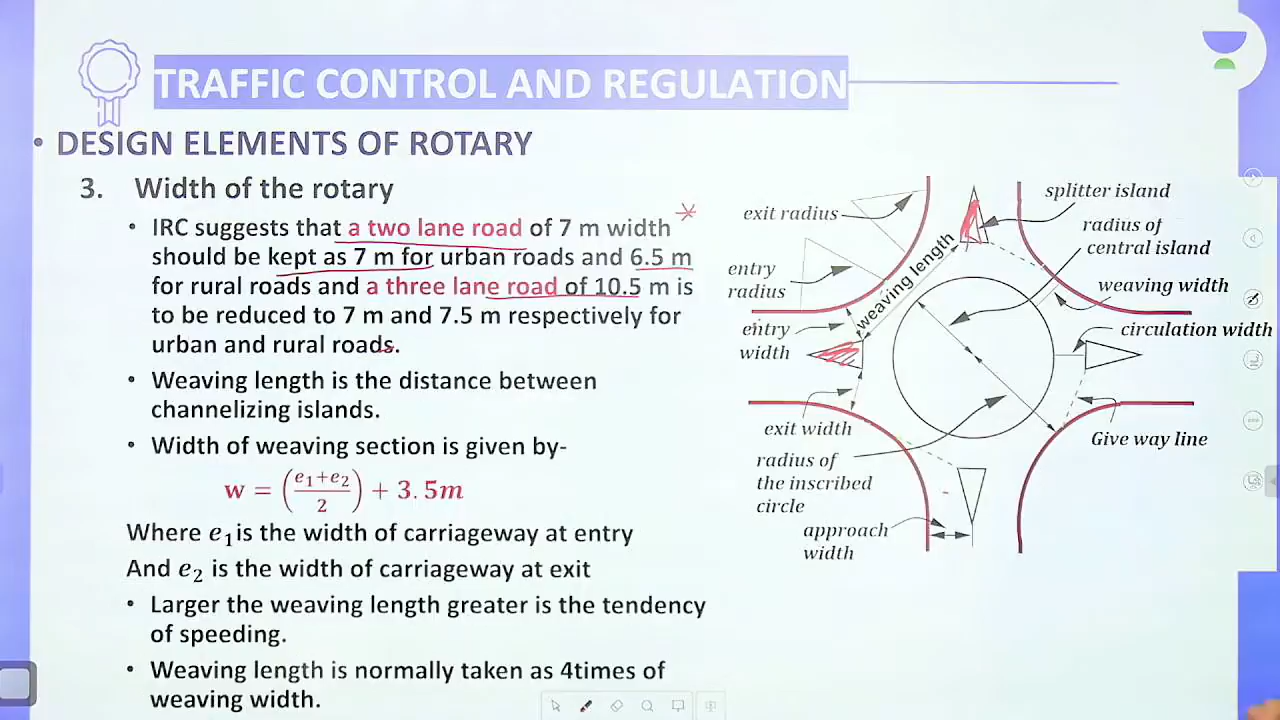 TRAFFIC CONTROL AND REGULATION
• DESIGN ELEMENTS OF ROTARY
3. Width of the rotary
• IRC suggests that a two lane road of 7 m width
should be kept as 7 m for urban roads and 6.5 m
for rural roads and a three lane road of 10.5 m is
to be reduced to 7 m and 7.5 m respectively for
urban and rural roads.
• Weaving length is the distance between
channelizing islands.
• Width of weaving section is given by-
w = (e₁+e₂/2) + 3.5m
Where e₁is the width of carriageway at entry
And e₂ is the width of carriageway at exit
• Larger the weaving length greater is the tendency
of speeding.
• Weaving length is normally taken as 4times of
weaving width.
exit radius
splitter island
radius of
central island
entry
radius
weaving length
weaving width
entry
width
circulation width
exit width
Give way line
radius of
the inscribed
circle
approach
width